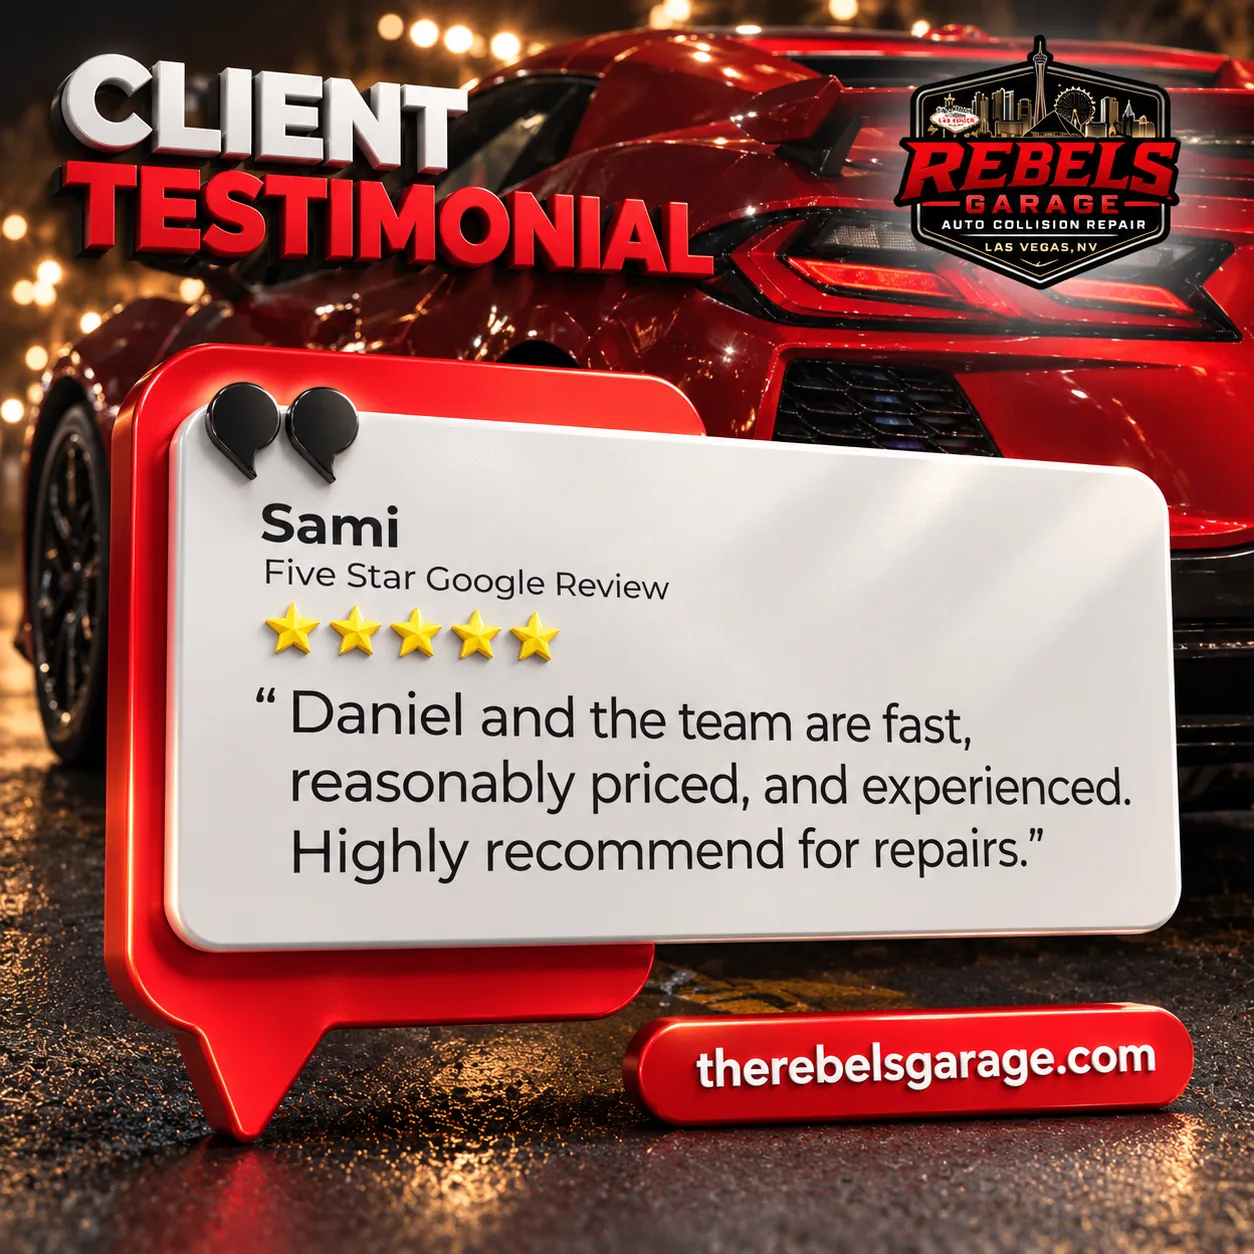 CLIENT
TESTIMONIAL
REBELS
GARAGE
AUTO COLLISION REPAIR
LAS VEGAS, NV
Sami
Five Star Google Review
“ Daniel and the team are fast,
reasonably priced, and experienced.
Highly recommend for repairs.”
therebelsgarage.com